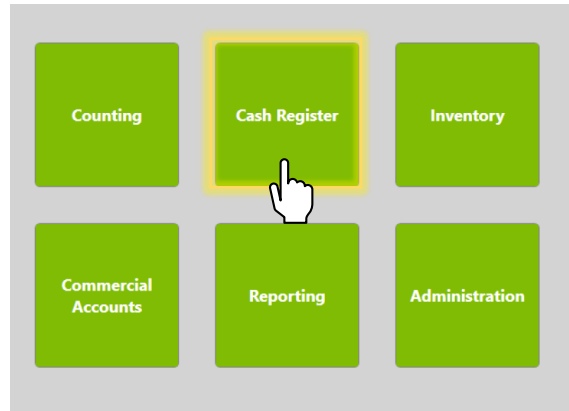 Counting
Cash Register
Inventory
Commercial
Accounts
Reporting
Administration